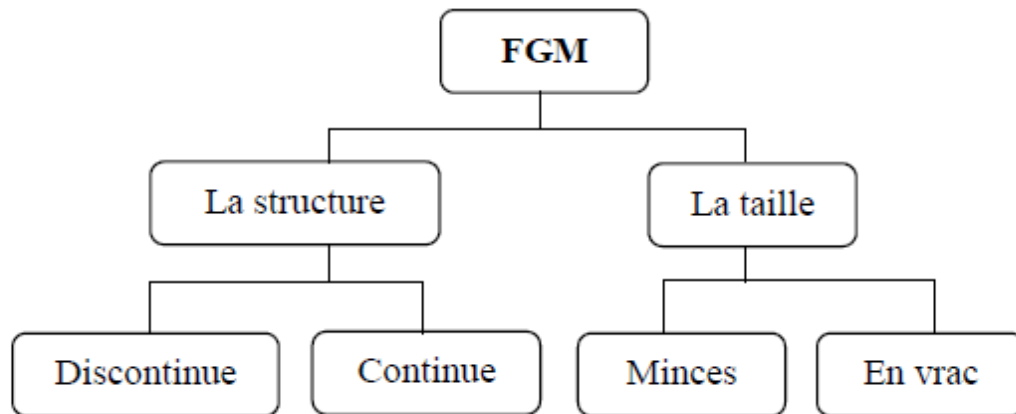 FGM
La structure
La taille
Discontinue
Continue
Minces
En vrac